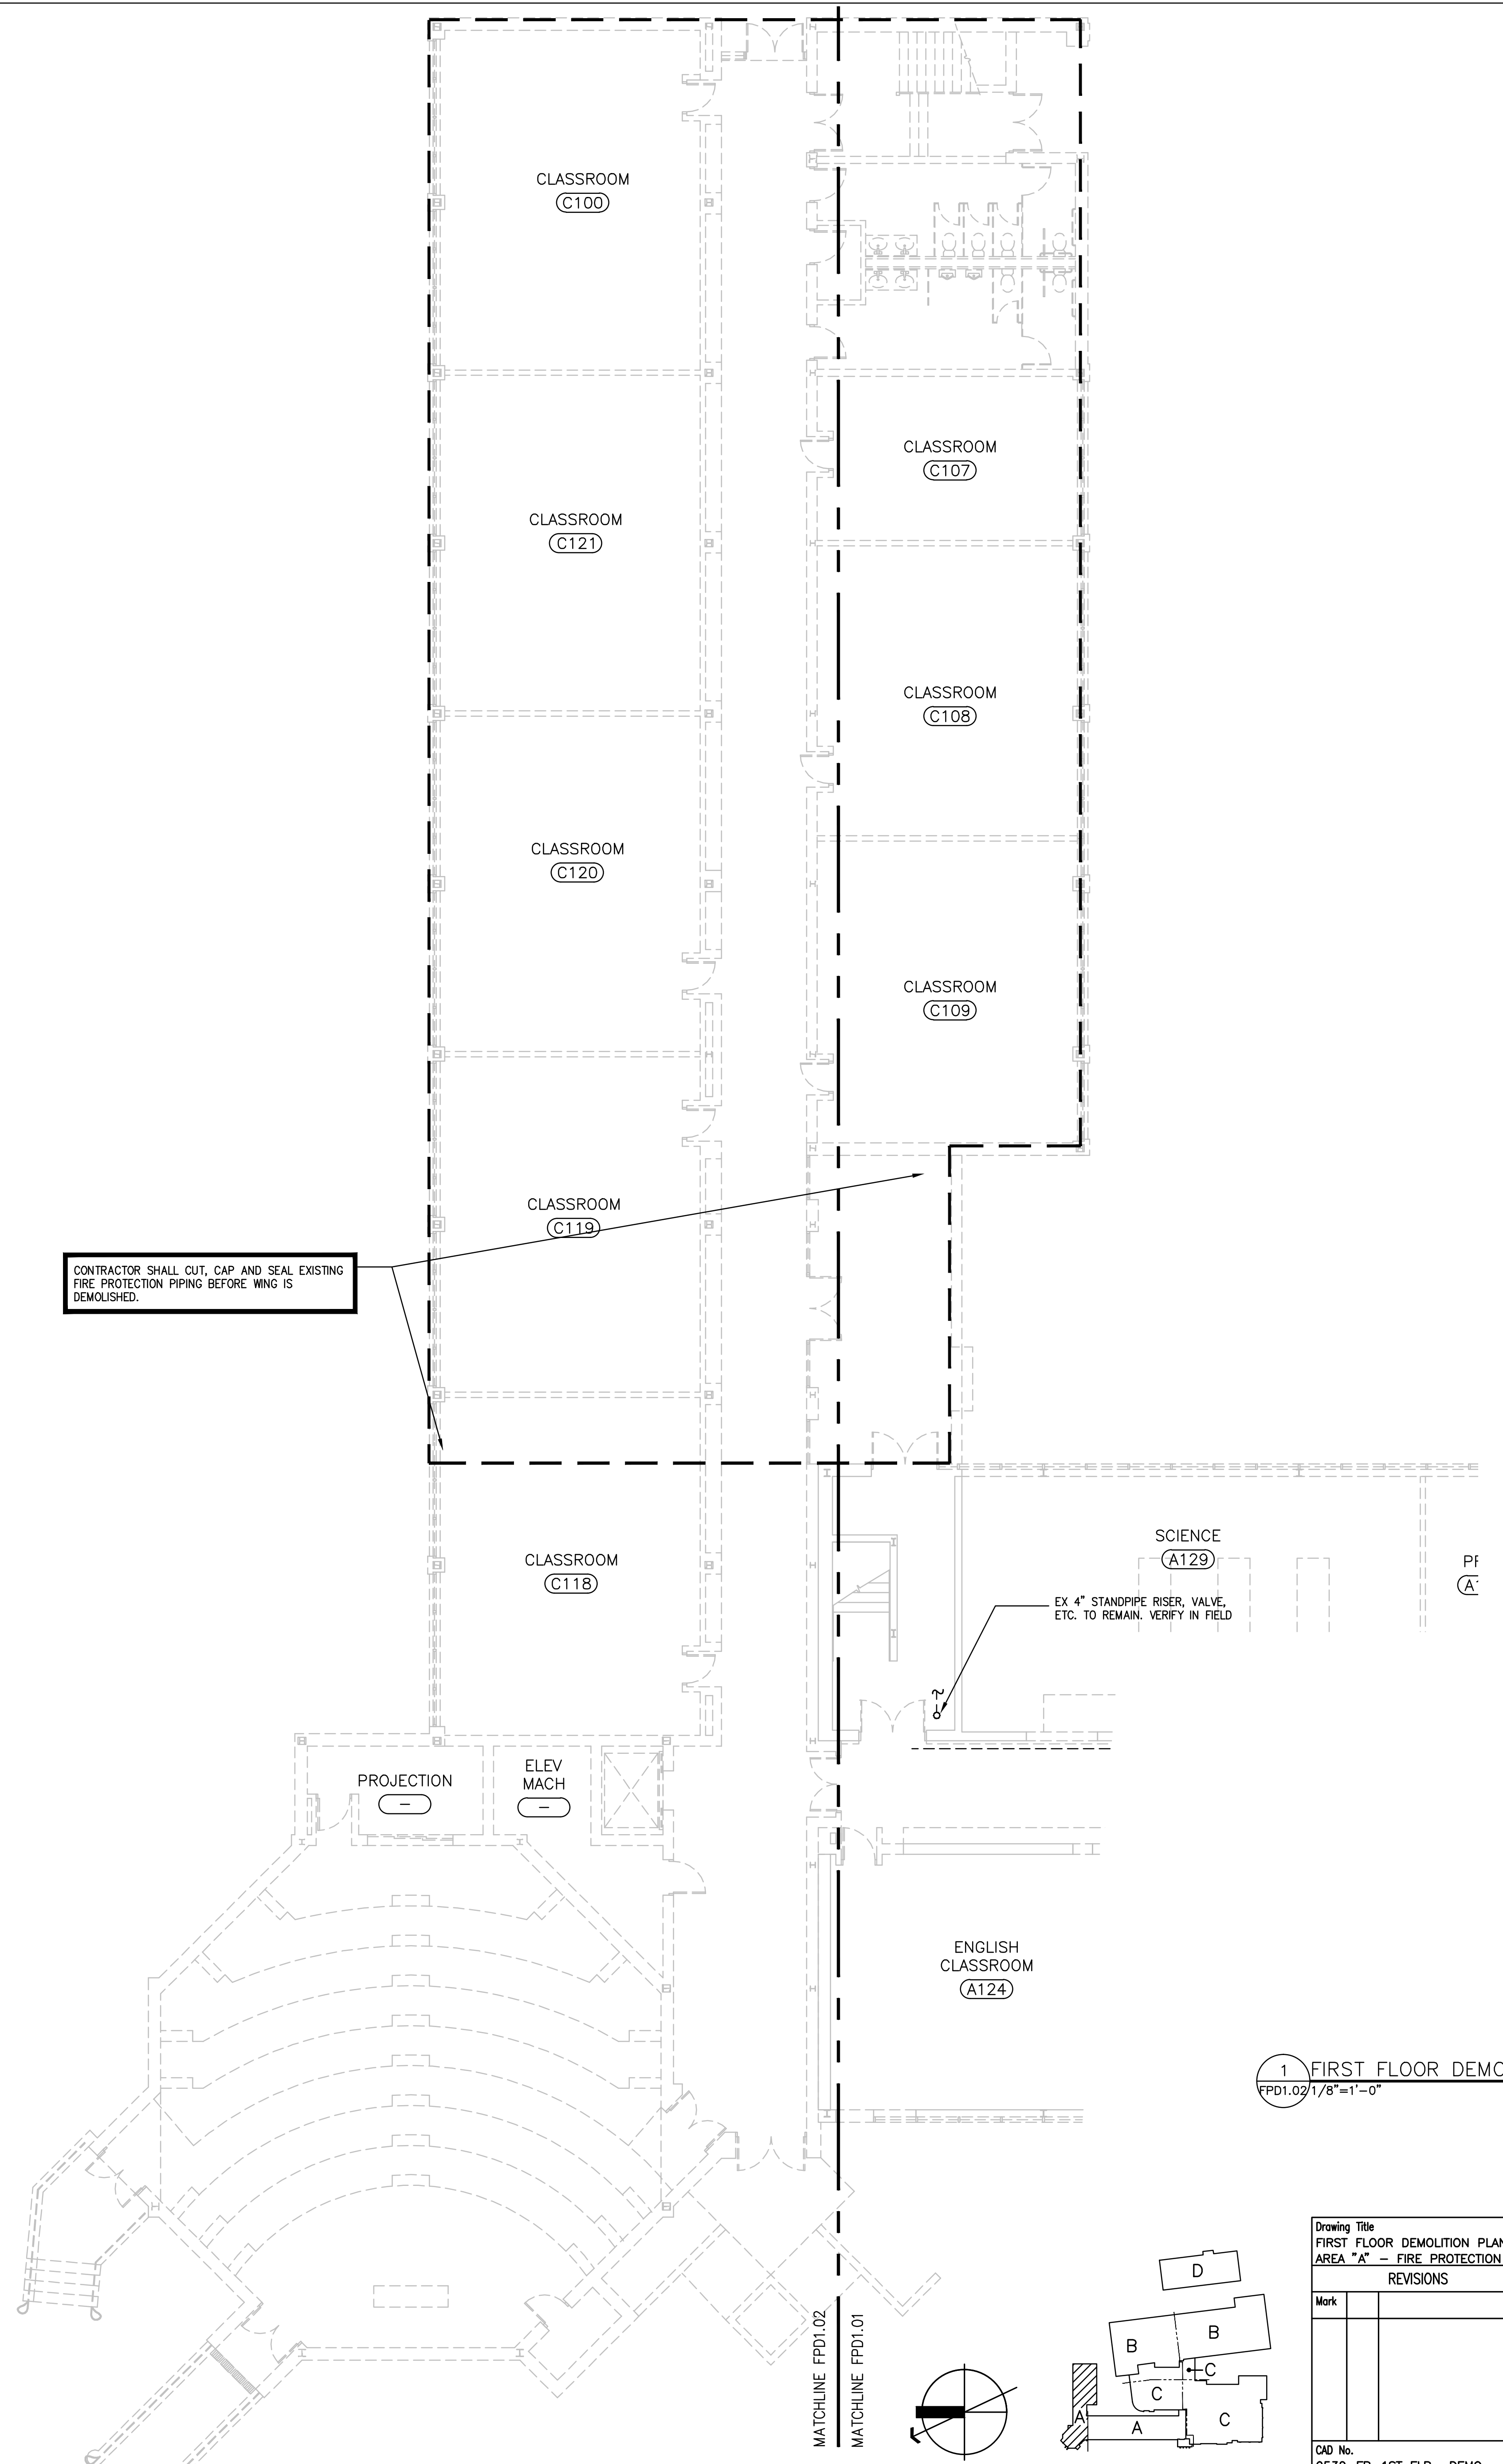 CLASSROOM
C100
CLASSROOM
C107
CLASSROOM
C121
CLASSROOM
C108
CLASSROOM
C120
CLASSROOM
C109
CLASSROOM
C119
CONTRACTOR SHALL CUT, CAP AND SEAL EXISTING
FIRE PROTECTION PIPING BEFORE WING IS
DEMOLISHED.
SCIENCE
A129
CLASSROOM
C118
EX 4" STANDPIPE RISER, VALVE,
ETC. TO REMAIN. VERIFY IN FIELD
PROJECTION
–
ELEV
MACH
–
ENGLISH
CLASSROOM
A124
1
FPD1.02
FIRST FLOOR DEMO
1/8"=1'-0"
MATCHLINE FPD1.02
MATCHLINE FPD1.01
D
B
B
C
C
C
A
A
Drawing Title
FIRST FLOOR DEMOLITION PLAN
AREA "A" – FIRE PROTECTION
REVISIONS
Mark
CAD No.